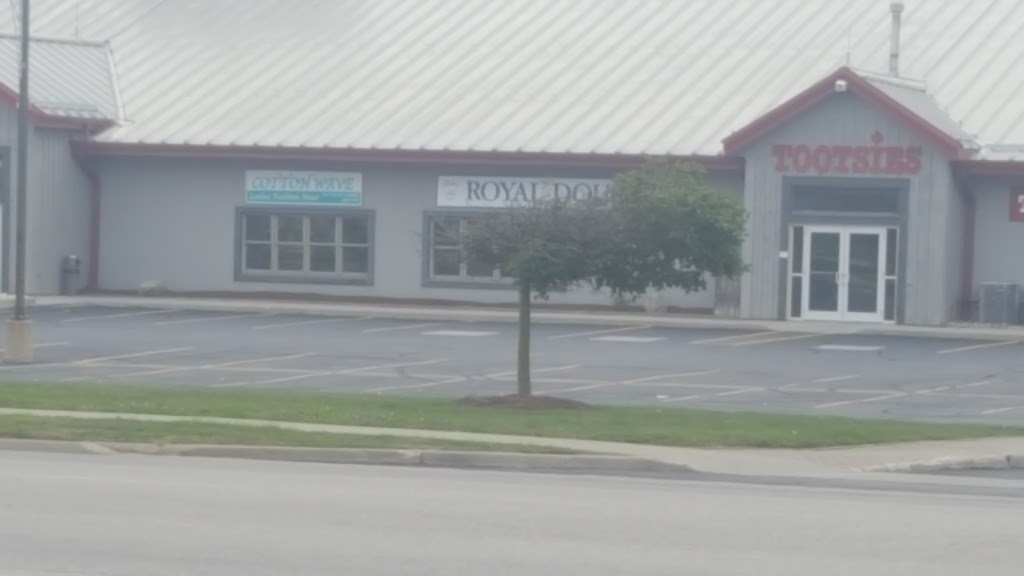 COTTON WAVE
ROYAL DOU
TOOTSIES